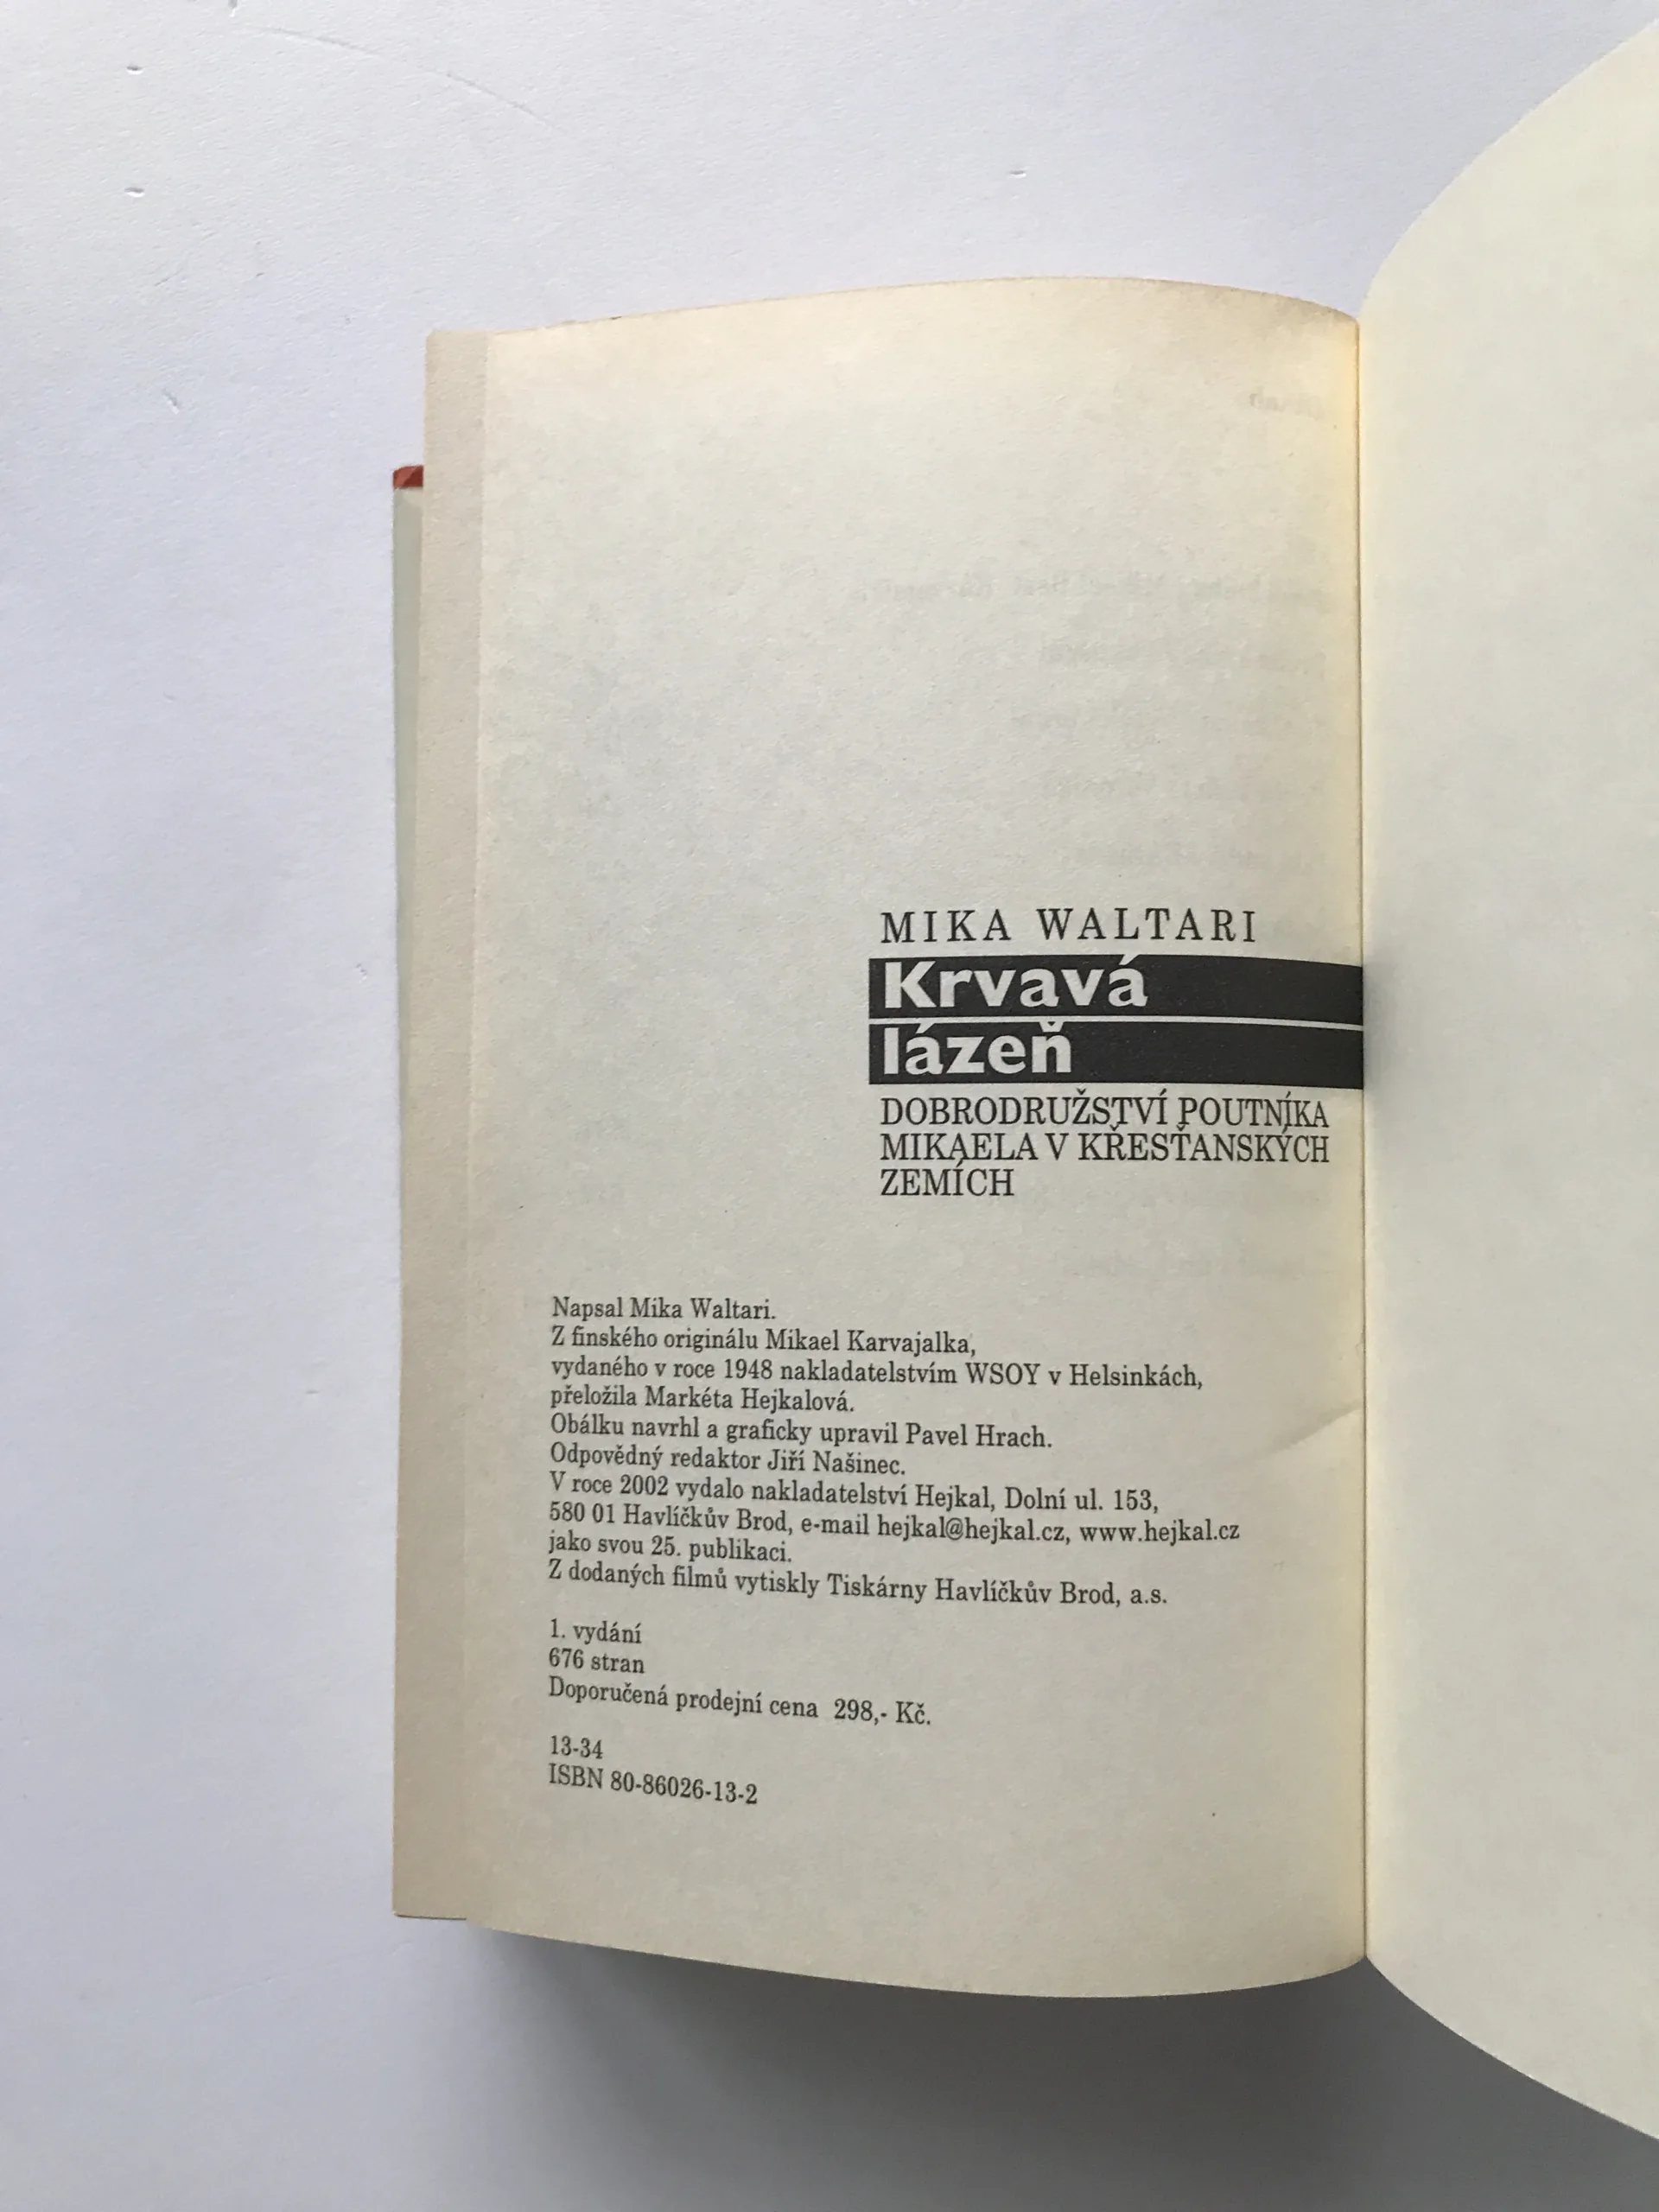 MIKA WALTARI
Krvavá
lázeň
DOBRODRUŽSTVÍ POUTNÍKA
MIKAELA V KŘESŤANSKÝCH
ZEMÍCH
Napsal Mika Waltari.
Z finského originálu Mikael Karvajalka,
vydaného v roce 1948 nakladatelstvím WSOY v Helsinkách,
přeložila Markéta Hejkalová.
Obálku navrhl a graficky upravil Pavel Hrach.
Odpovědný redaktor Jiří Našinec.
V roce 2002 vydalo nakladatelství Hejkal, Dolní ul. 153,
580 01 Havlíčkův Brod, e-mail hejkal@hejkal.cz, www.hejkal.cz
jako svou 25. publikaci.
Z dodaných filmů vytiskly Tiskárny Havlíčkův Brod, a.s.
1. vydání
676 stran
Doporučená prodejní cena 298,- Kč.
13-34
ISBN 80-86026-13-2